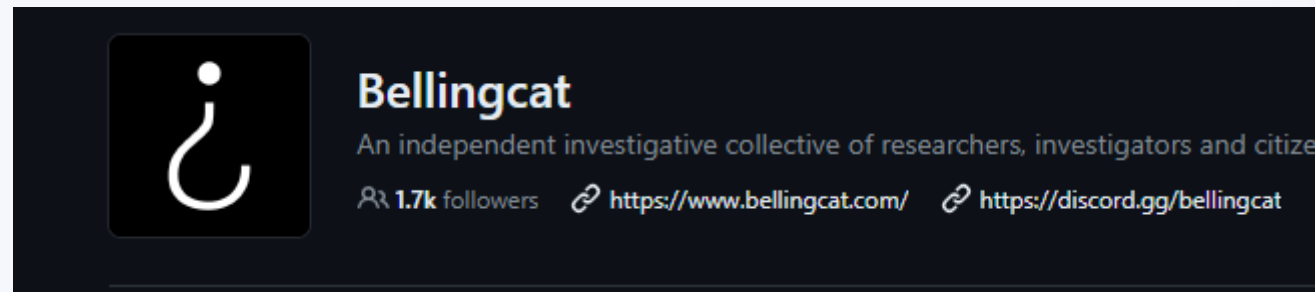 ¿
Bellingcat
An independent investigative collective of researchers, investigators and citize
1.7k followers https://www.bellingcat.com/ https://discord.gg/bellingcat